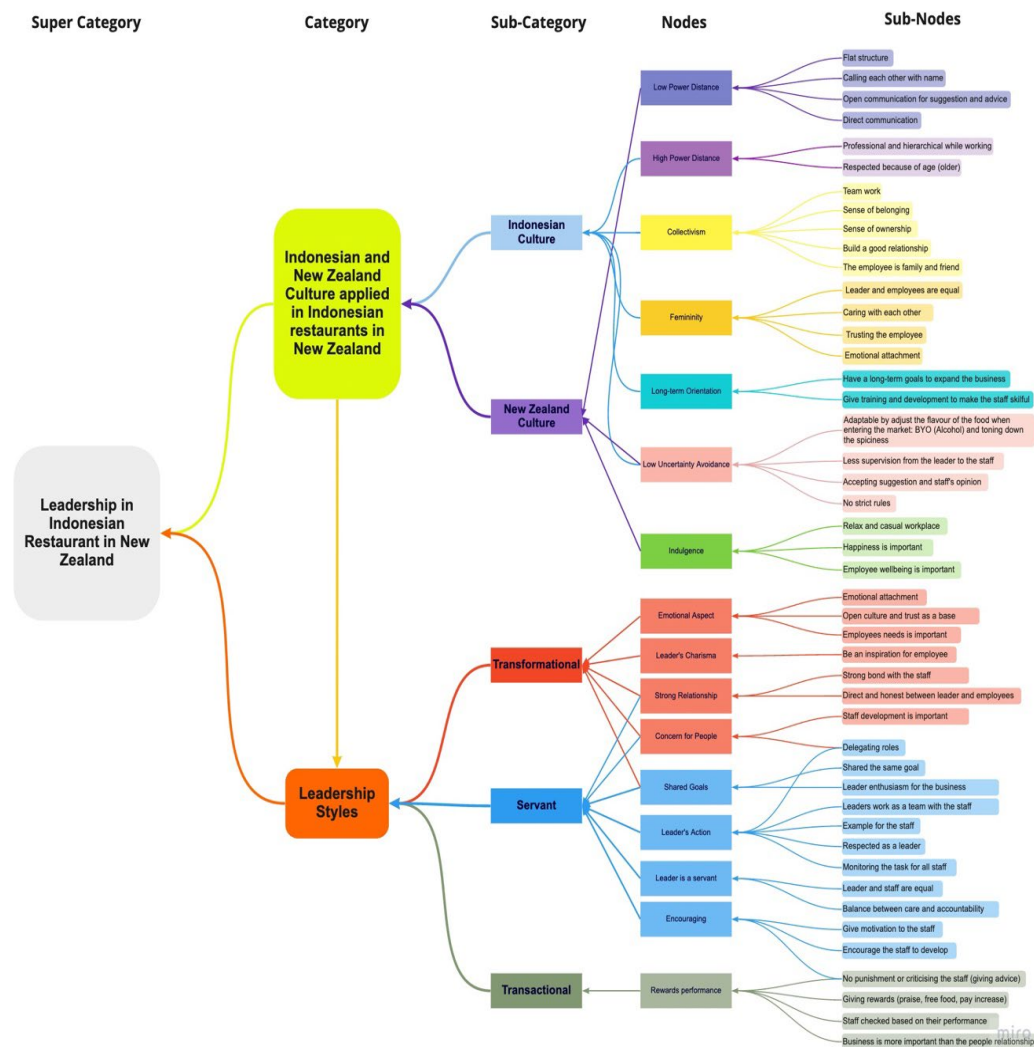 Super Category
Category
Sub-Category
Nodes
Sub-Nodes
Leadership in
Indonesian
Restaurant in New
Zealand
Indonesian and
New Zealand
Culture applied
in Indonesian
restaurants in
New Zealand
Leadership
Styles
Indonesian
Culture
New Zealand
Culture
Transformational
Servant
Transactional
Low Power Distance
High Power Distance
Collectivism
Femininity
Long-term Orientation
Low Uncertainty Avoidance
Indulgence
Emotional Aspect
Leader's Charisma
Strong Relationship
Concern for People
Shared Goals
Leader's Action
Leader is a servant
Encouraging
Rewards performance
Flat structure
Calling each other with name
Open communication for suggestion and advice
Direct communication
Professional and hierarchical while working
Respected because of age (older)
Team work
Sense of belonging
Sense of ownership
Build a good relationship
The employee is family and friend
Leader and employees are equal
Caring with each other
Trusting the employee
Emotional attachment
Have a long-term goals to expand the business
Give training and development to make the staff skilful
Adaptable by adjust the flavour of the food when
entering the market: BYO (Alcohol) and toning down
the spiciness
Less supervision from the leader to the staff
Accepting suggestion and staff's opinion
No strict rules
Relax and casual workplace
Happiness is important
Employee wellbeing is important
Emotional attachment
Open culture and trust as a base
Employees needs is important
Be an inspiration for employee
Strong bond with the staff
Direct and honest between leader and employees
Staff development is important
Delegating roles
Shared the same goal
Leader enthusiasm for the business
Leaders work as a team with the staff
Example for the staff
Respected as a leader
Monitoring the task for all staff
Leader and staff are equal
Balance between care and accountability
Give motivation to the staff
Encourage the staff to develop
No punishment or criticising the staff (giving advice)
Giving rewards (praise, free food, pay increase)
Staff checked based on their performance
Business is more important than the people relationship
miro